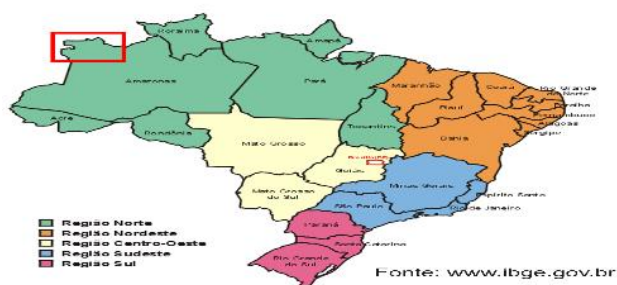 Roraima
Amapá
Amazonas
Pará
Maranhão
Ceará
Rio Grande
do Norte
Paraíba
Piauí
Pernambuco
Acre
Alagoas
Tocantins
Sergipe
Rondônia
Bahia
Mato Grosso
Goiás
Mato Grosso
do Sul
Minas Gerais
Espírito Santo
São Paulo
Rio de Janeiro
Paraná
Santa Catarina
Rio Grande
do Sul
Região Norte
Região Nordeste
Região Centro-Oeste
Região Sudeste
Região Sul
Fonte: www.ibge.gov.br